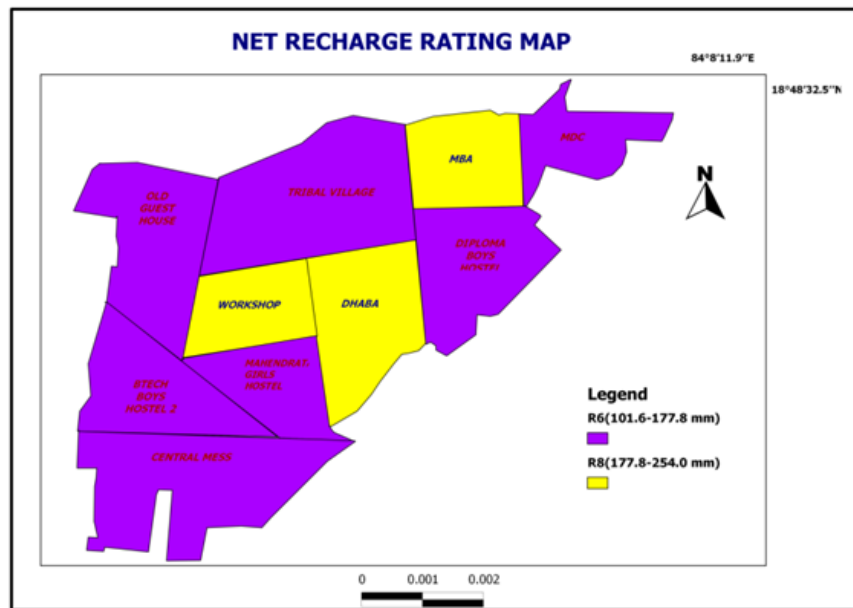 NET RECHARGE RATING MAP
84°8'11.9"E
18°48'32.5"N
MDC
MBA
TRIBAL VILLAGE
OLD
GUEST
HOUSE
DIPLOMA
BOYS
HOSTEL
WORKSHOP
DHABA
MAHENDRAT-
GIRLS
HOSTEL
BTECH
BOYS
HOSTEL 2
CENTRAL MESS
N
Legend
R6(101.6-177.8 mm)
R8(177.8-254.0 mm)
0 0.001 0.002